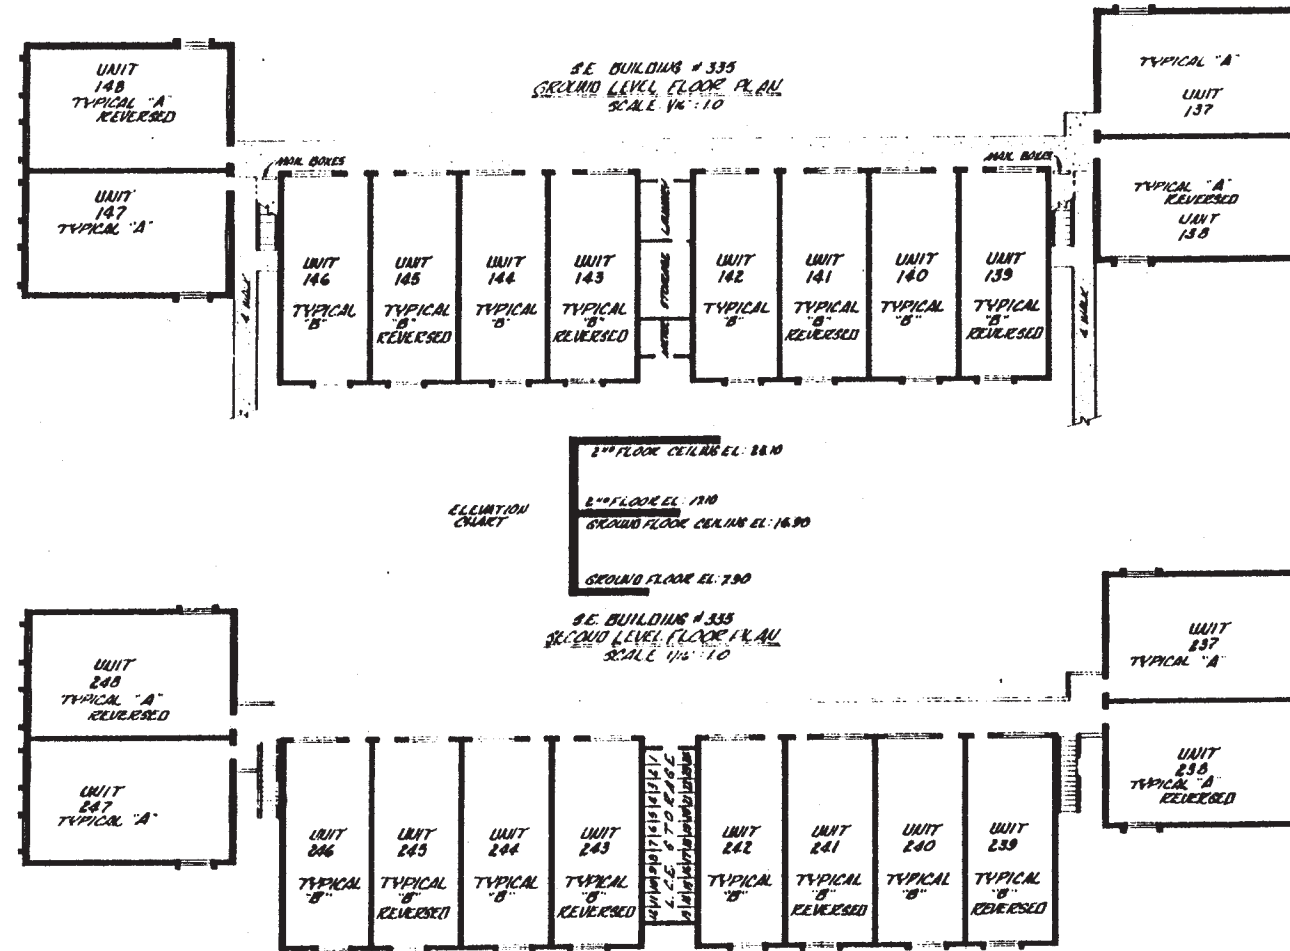 S.E. BUILDING # 335
GROUND LEVEL FLOOR PLAN
SCALE 1/16" : 1.0
UNIT
148
TYPICAL "A"
REVERSED
UNIT
147
TYPICAL "A"
TYPICAL "A"
UNIT
137
TYPICAL "A"
REVERSED
UNIT
138
MAIL BOXES
MAIL BOXES
4' WALK
4' WALK
UNIT
146
TYPICAL
"B"
UNIT
145
TYPICAL
"B"
REVERSED
UNIT
144
TYPICAL
"B"
UNIT
143
TYPICAL
"B"
REVERSED
LAUNDRY
STORAGE
METER
UNIT
142
TYPICAL
"B"
UNIT
141
TYPICAL
"B"
REVERSED
UNIT
140
TYPICAL
"B"
UNIT
139
TYPICAL
"B"
REVERSED
ELEVATION
CHART
2ND FLOOR CEILING EL:
2ND FLOOR EL: 17.10
GROUND FLOOR CEILING EL: 16.90
GROUND FLOOR EL: 7.90
S.E. BUILDING # 335
SECOND LEVEL FLOOR PLAN
SCALE 1/16" : 1.0
UNIT
248
TYPICAL "A"
REVERSED
UNIT
247
TYPICAL "A"
UNIT
237
TYPICAL "A"
UNIT
238
TYPICAL "A"
REVERSED
UNIT
246
TYPICAL
"B"
UNIT
245
TYPICAL
"B"
REVERSED
UNIT
244
TYPICAL
"B"
UNIT
243
TYPICAL
"B"
REVERSED
L.C.E. STORAGE
UNIT
242
TYPICAL
"B"
UNIT
241
TYPICAL
"B"
REVERSED
UNIT
240
TYPICAL
"B"
UNIT
239
TYPICAL
"B"
REVERSED